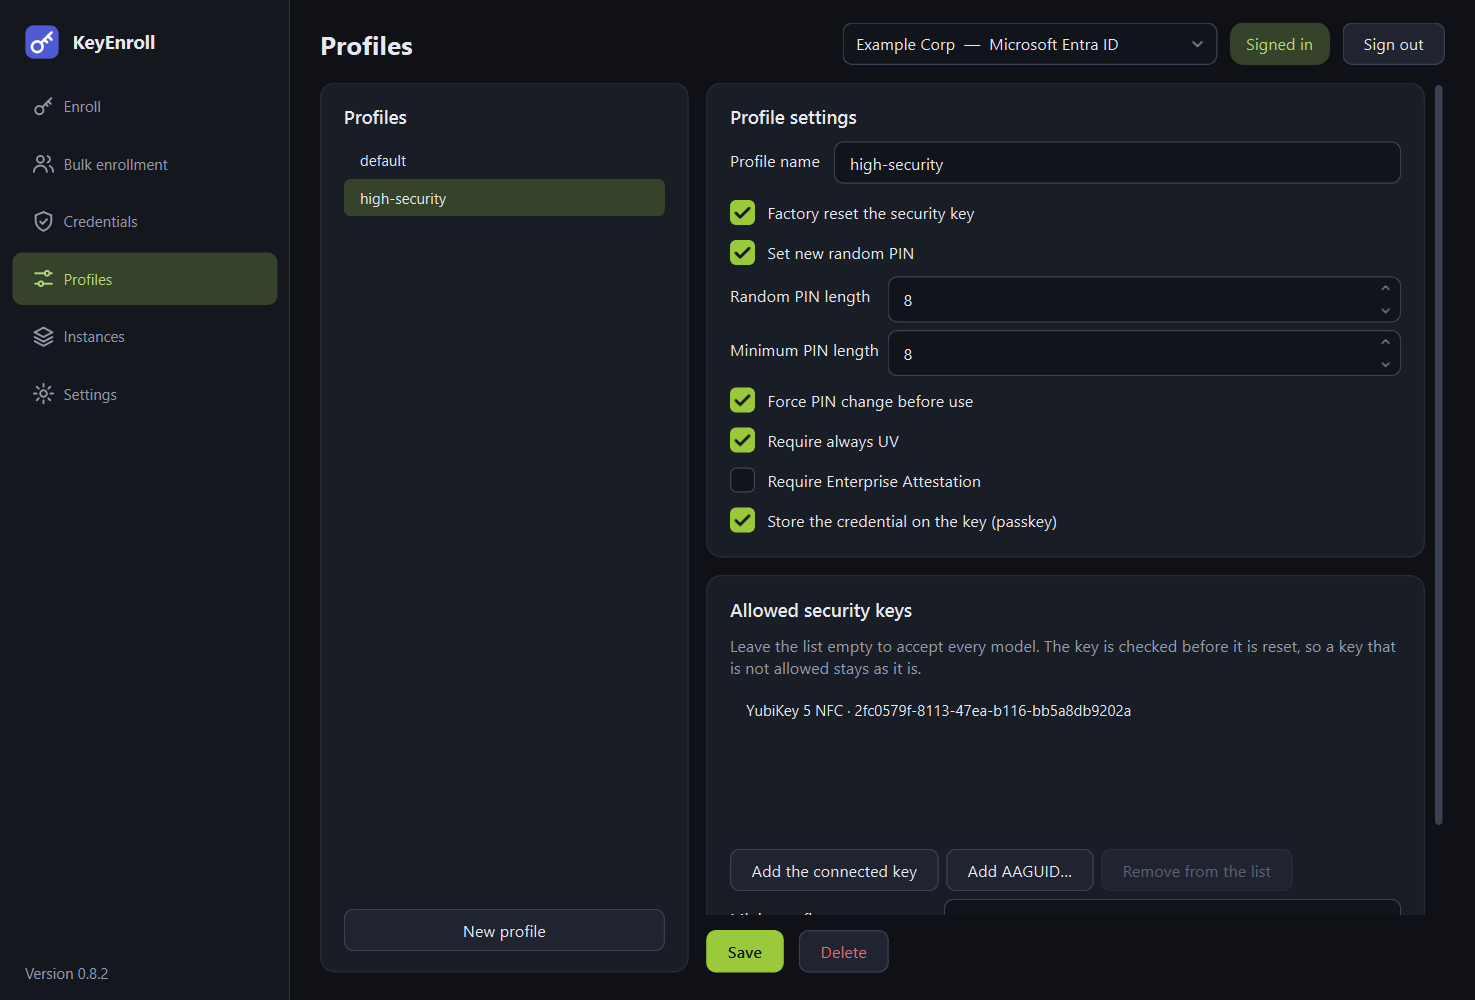 KeyEnroll
Enroll
Bulk enrollment
Credentials
Profiles
Instances
Settings
Version 0.8.2
Profiles
Example Corp — Microsoft Entra ID
Signed in
Sign out
Profiles
default
high-security
New profile
Profile settings
Profile name
high-security
Factory reset the security key
Set new random PIN
Random PIN length
8
Minimum PIN length
8
Force PIN change before use
Require always UV
Require Enterprise Attestation
Store the credential on the key (passkey)
Allowed security keys
Leave the list empty to accept every model. The key is checked before it is reset, so a key that
is not allowed stays as it is.
YubiKey 5 NFC · 2fc0579f-8113-47ea-b116-bb5a8db9202a
Add the connected key
Add AAGUID...
Remove from the list
Save
Delete